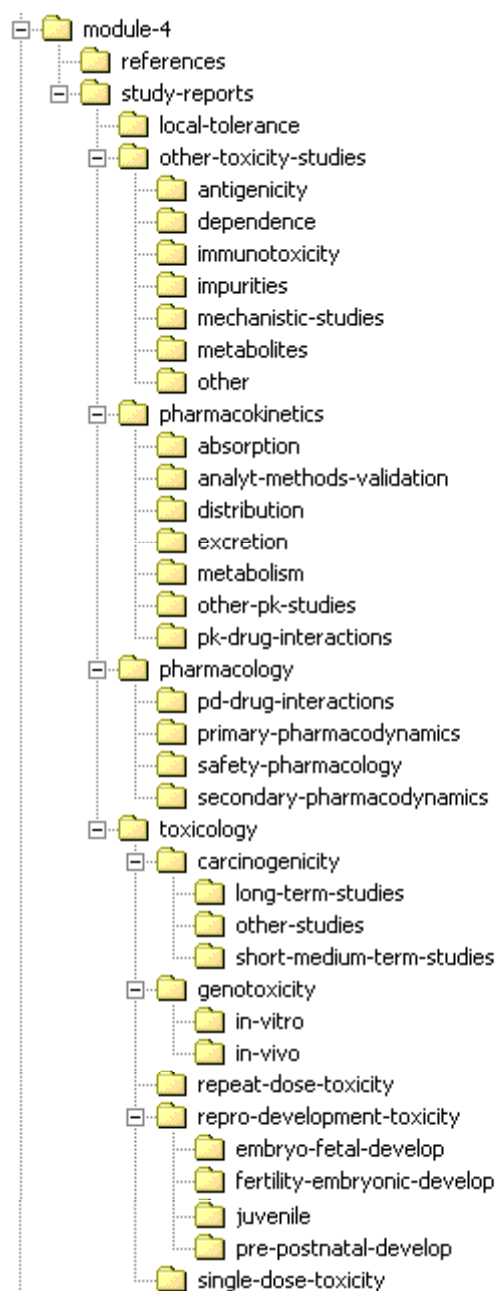 module-4
references
study-reports
local-tolerance
other-toxicity-studies
antigenicity
dependence
immunotoxicity
impurities
mechanistic-studies
metabolites
other
pharmacokinetics
absorption
analyt-methods-validation
distribution
excretion
metabolism
other-pk-studies
pk-drug-interactions
pharmacology
pd-drug-interactions
primary-pharmacodynamics
safety-pharmacology
secondary-pharmacodynamics
toxicology
carcinogenicity
long-term-studies
other-studies
short-medium-term-studies
genotoxicity
in-vitro
in-vivo
repeat-dose-toxicity
repro-development-toxicity
embryo-fetal-develop
fertility-embryonic-develop
juvenile
pre-postnatal-develop
single-dose-toxicity